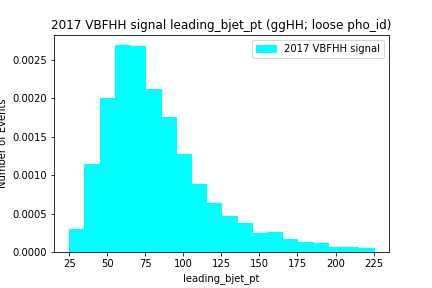 2017 VBFHH signal leading_bjet_pt (ggHH; loose pho_id)
2017 VBFHH signal
Number of Events
0.0025
0.0020
0.0015
0.0010
0.0005
0.0000
25 50 75 100 125 150 175 200 225
leading_bjet_pt